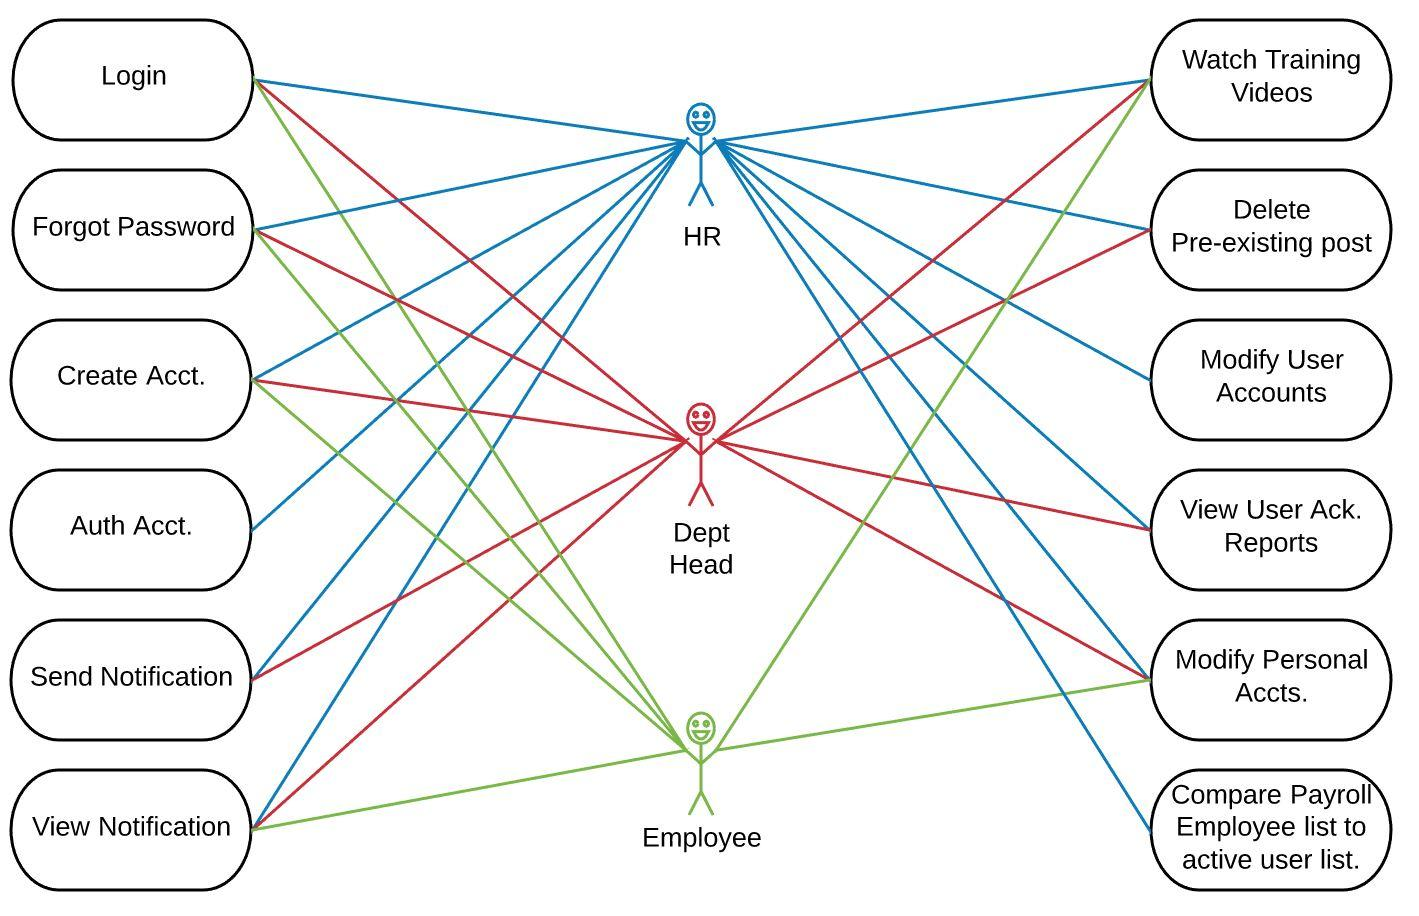 Login
Forgot Password
Create Acct.
Auth Acct.
Send Notification
View Notification
HR
Dept
Head
Employee
Watch Training
Videos
Delete
Pre-existing post
Modify User
Accounts
View User Ack.
Reports
Modify Personal
Accts.
Compare Payroll
Employee list to
active user list.